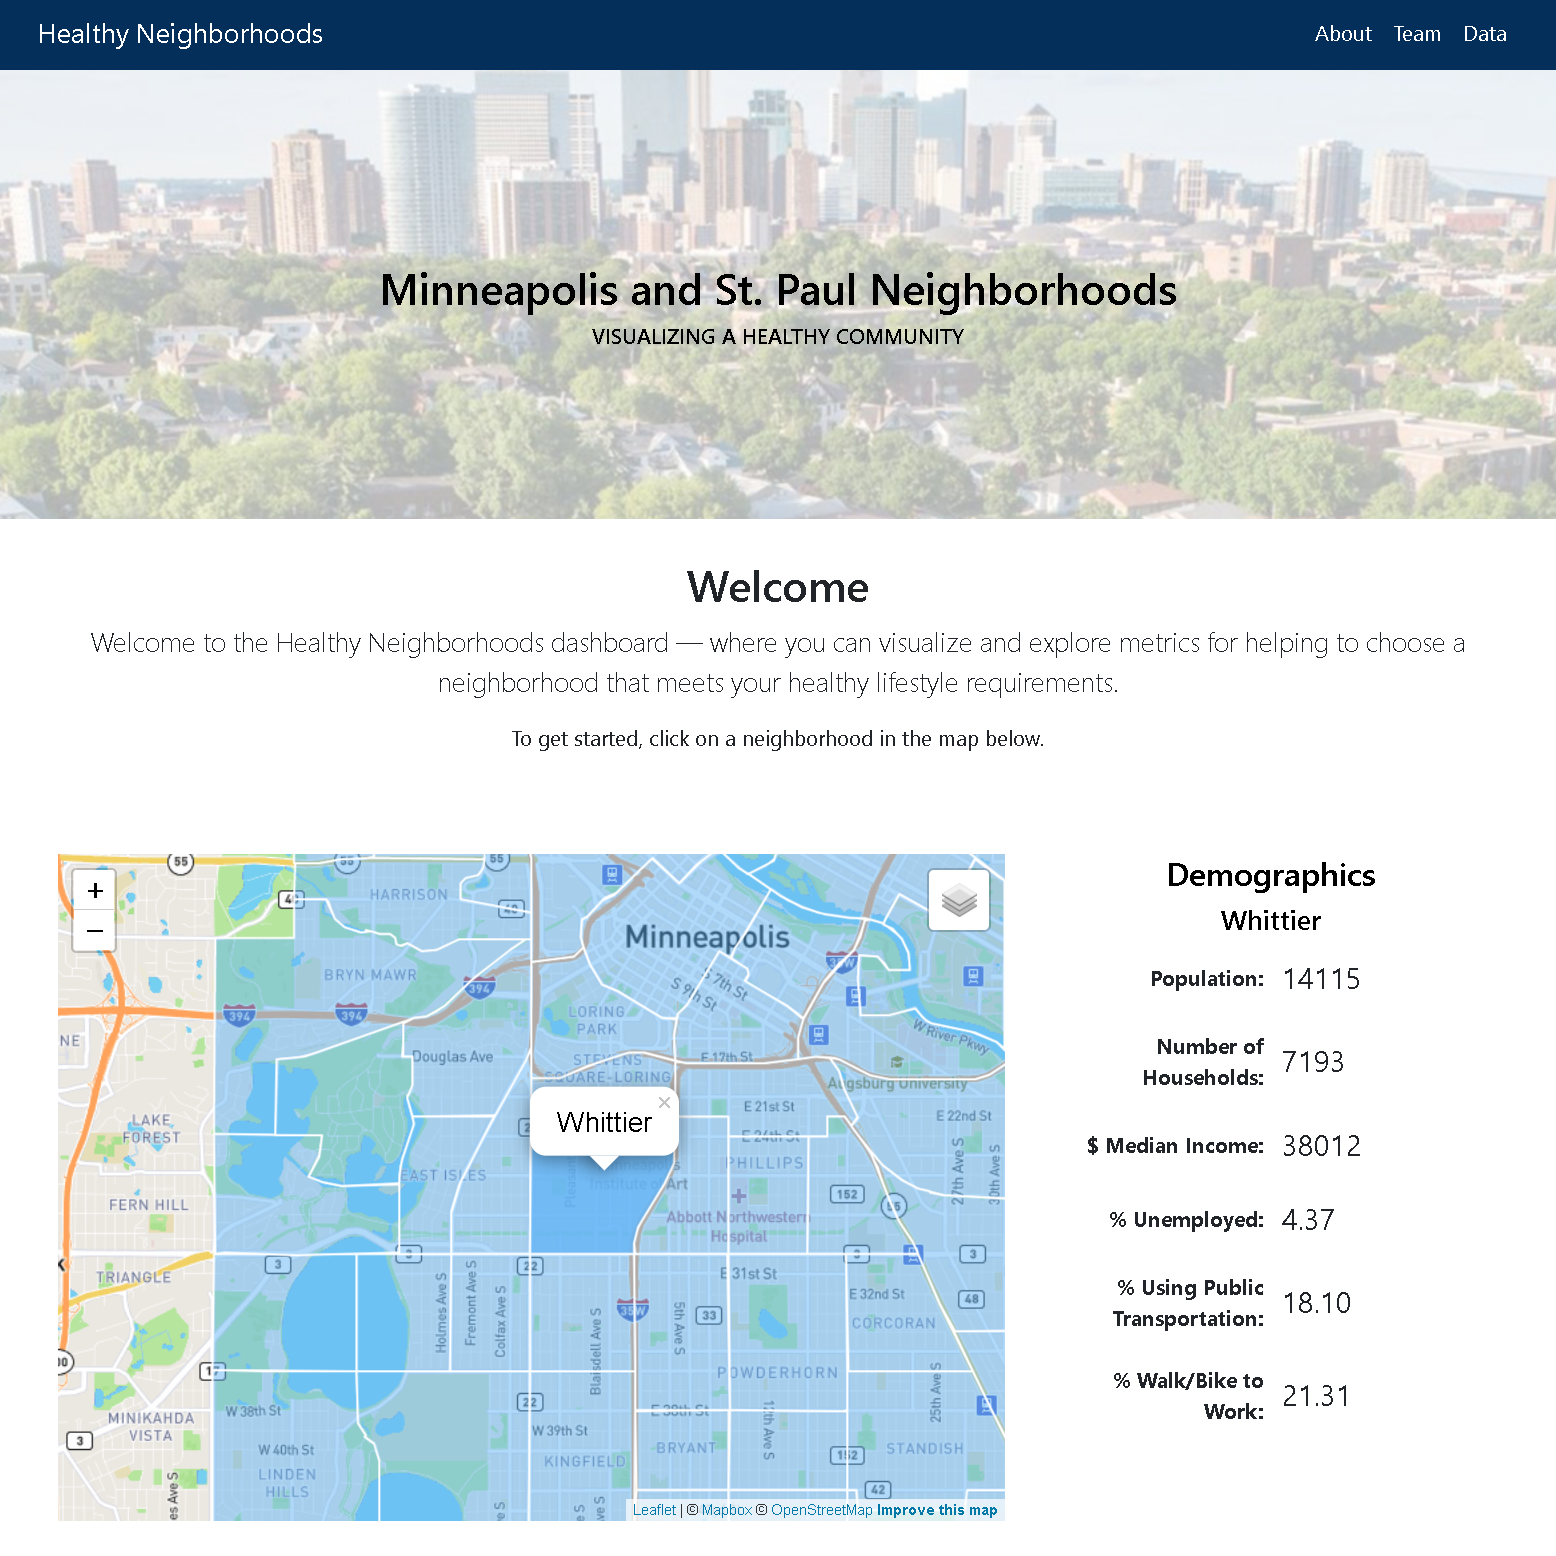 Healthy Neighborhoods
About Team Data
Minneapolis and St. Paul Neighborhoods
VISUALIZING A HEALTHY COMMUNITY
Welcome
Welcome to the Healthy Neighborhoods dashboard — where you can visualize and explore metrics for helping to choose a
neighborhood that meets your healthy lifestyle requirements.
To get started, click on a neighborhood in the map below.
+
−
55
55
55
40
HARRISON
Minneapolis
BRYN MAWR
394
35W
S 7th St
S 9th St
394
394
LORING
PARK
W River Pkwy
NE
Douglas Ave
STEVENS
SQUARE-LORING
E 17th St
Augsburg University
Whittier
×
E 21st St
E 22nd St
LAKE
FOREST
E 24th St
PHILLIPS
EAST ISLES
Art
27th Ave S
30th Ave S
152
55
FERN HILL
Abbott Northwestern
Hospital
3
3
3
3
22
TRIANGLE
E 31st St
Holmes Ave S
Fremont Ave S
Colfax Ave S
Blaisdell Ave S
5th Ave S
35W
33
E 32nd St
48
CORCORAN
17
POWDERHORN
25th Ave S
MINIKAHDA
VISTA
W 38th St
22
E 38th St
12th Ave S
3
W 39th St
W 40th St
BRYANT
152
STANDISH
LINDEN
HILLS
KINGFIELD
42
Leaflet | © Mapbox © OpenStreetMap Improve this map
Demographics
Whittier
Population: 14115
Number of
Households: 7193
$ Median Income: 38012
% Unemployed: 4.37
% Using Public
Transportation: 18.10
% Walk/Bike to
Work: 21.31